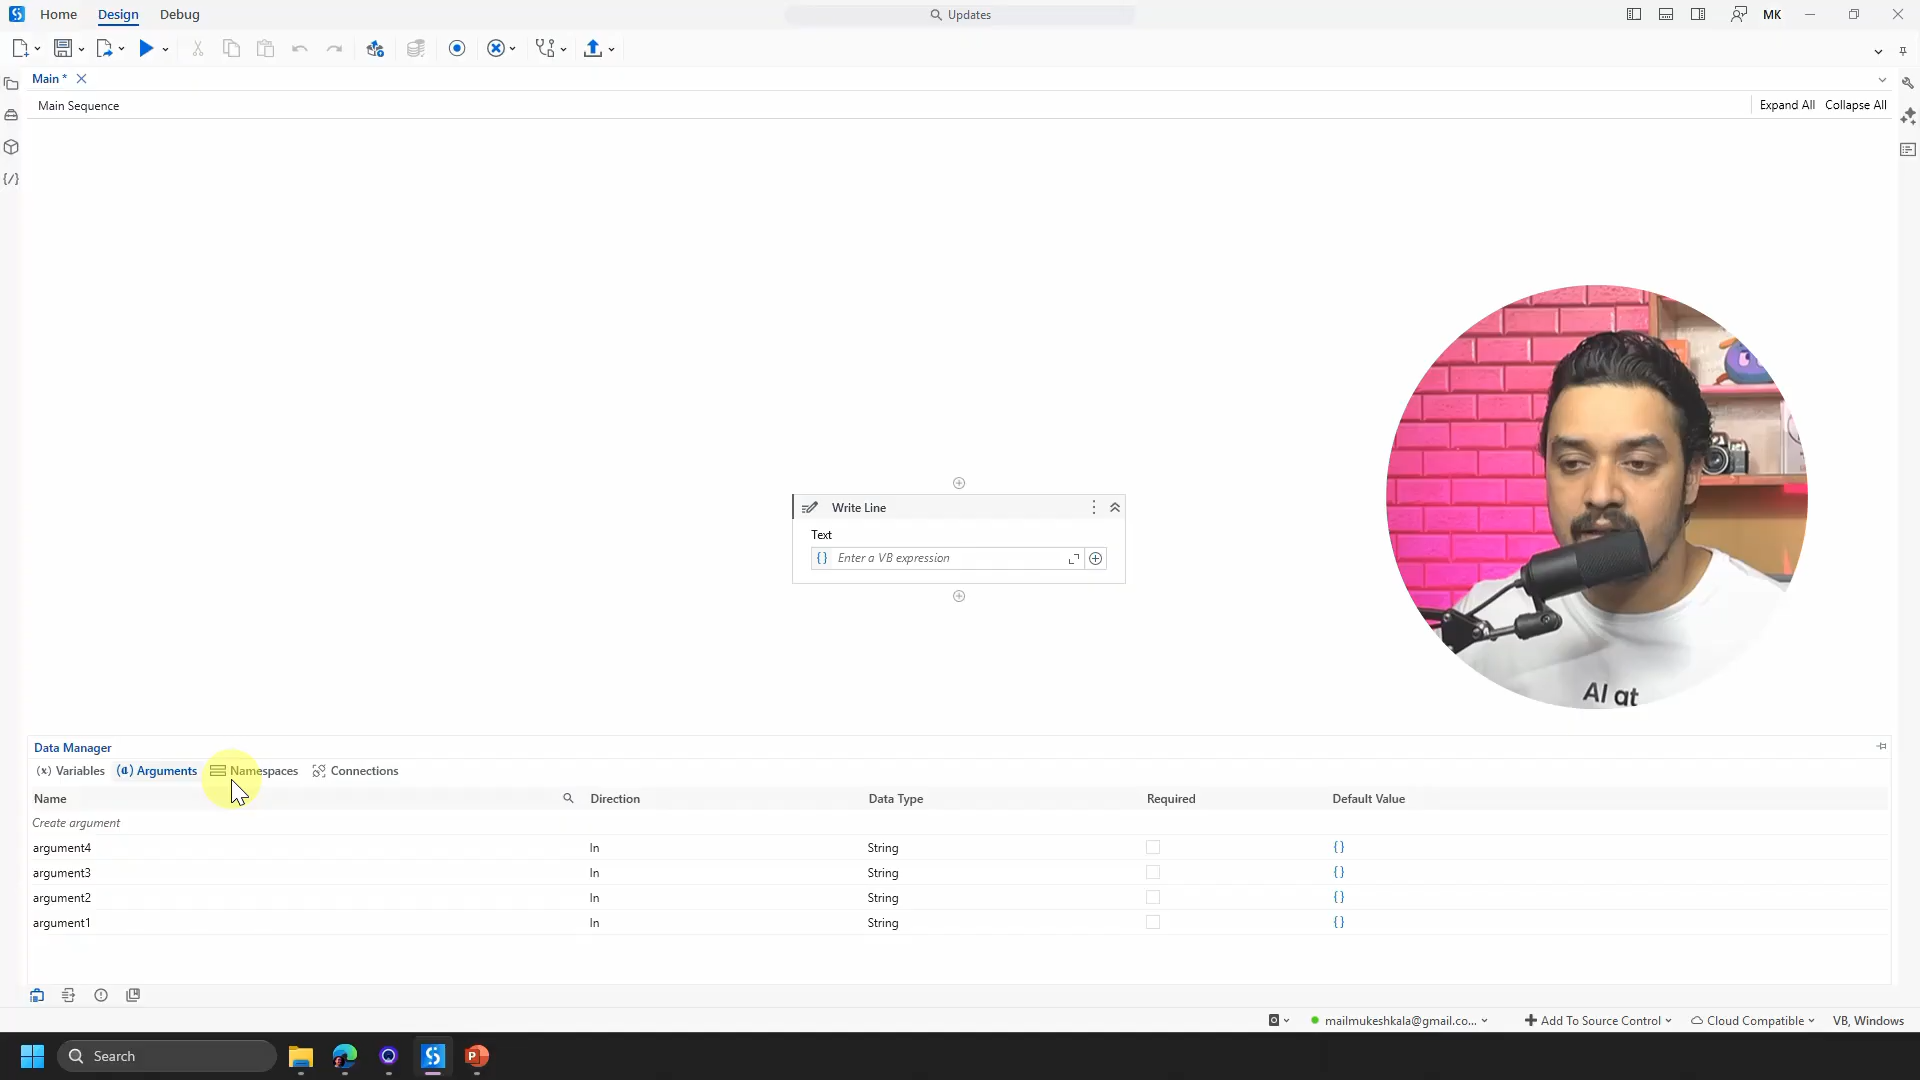 Home Design Debug
Updates
MK
Main *
Main Sequence
Expand All Collapse All
Write Line
Text
{} Enter a VB expression
AI at
Data Manager
(x) Variables (a) Arguments Namespaces Connections
Name Direction Data Type Required Default Value
Create argument
argument4 In String {}
argument3 In String {}
argument2 In String {}
argument1 In String {}
mailmukeshkala@gmail.co... Add To Source Control Cloud Compatible VB, Windows
Search